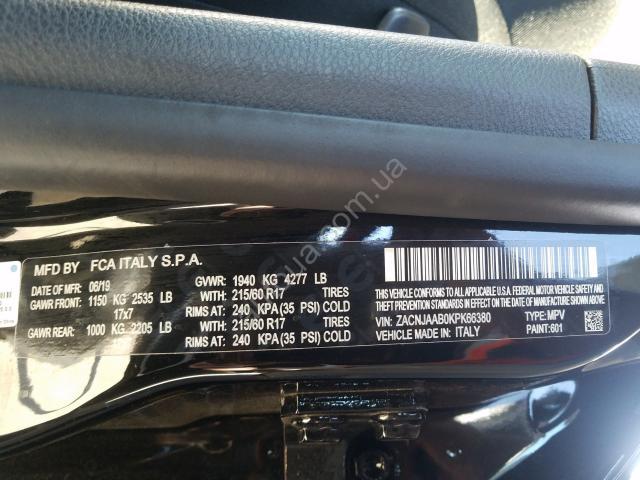 MFD BY FCA ITALY S.P.A.
DATE OF MFR 06/19 GVWR: 1940 KG 4277 LB
GAWR FRONT: 1150 KG 2535 LB WITH: 215/60 R17 TIRES
17x7 RIMS AT: 240 KPA(35 PSI) COLD
GAWR REAR: 1000 KG 2205 LB WITH: 215/60 R17 TIRES
RIMS AT: 240 KPA(35 PSI) COLD
THIS VEHICLE CONFORMS TO ALL APPLICABLE U.S.A. FEDERAL MOTOR
VEHICLE SAFETY, BUMPER, AND
THEFT PREVENTION STANDARDS IN EFFECT ON THE DATE OF MANUFACTURE SHOWN ABOVE.
VIN: ZACNJAAB0KPK66380 TYPE: MPV
VEHICLE MADE IN: ITALY PAINT: 601
.com.ua